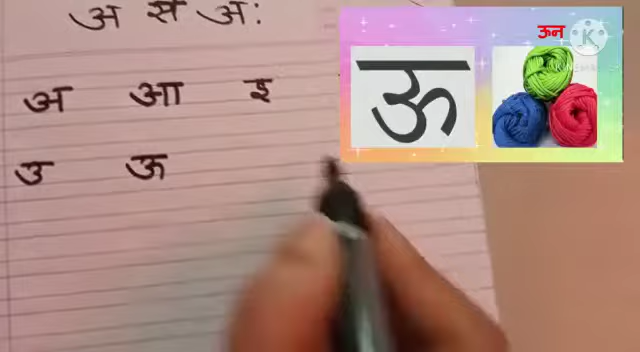 अ से अ:
अ आ इ
उ ऊ
ऊन
ऊ